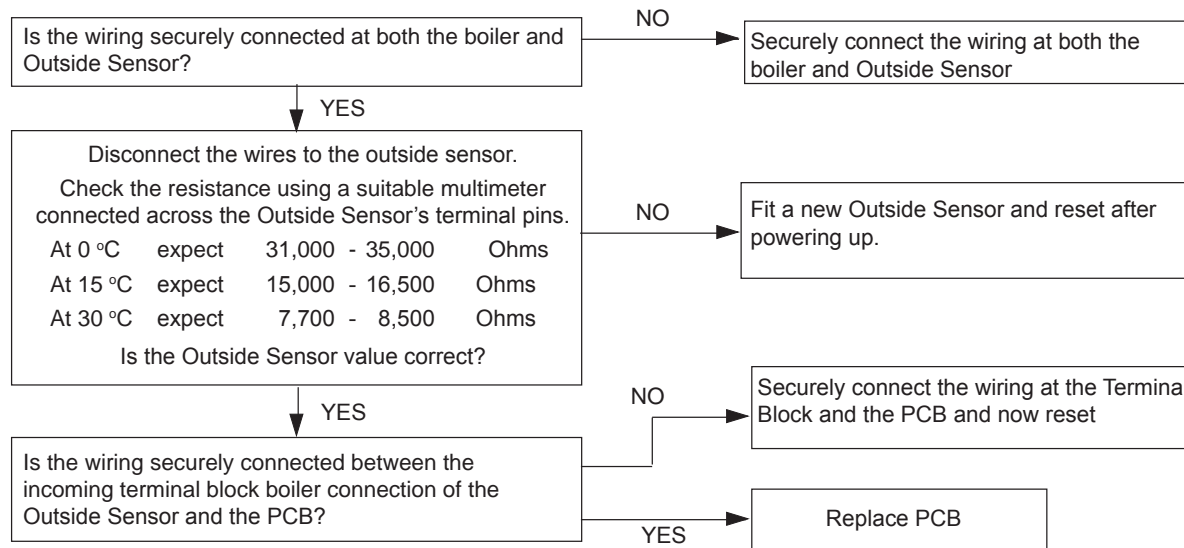 Is the wiring securely connected at both the boiler and
Outside Sensor?
NO
Securely connect the wiring at both the
boiler and Outside Sensor
YES
Disconnect the wires to the outside sensor.
Check the resistance using a suitable multimeter
connected across the Outside Sensor's terminal pins.
At 0 °C expect 31,000 - 35,000 Ohms
At 15 °C expect 15,000 - 16,500 Ohms
At 30 °C expect 7,700 - 8,500 Ohms
Is the Outside Sensor value correct?
NO
Fit a new Outside Sensor and reset after
powering up.
YES
Is the wiring securely connected between the
incoming terminal block boiler connection of the
Outside Sensor and the PCB?
NO
Securely connect the wiring at the Termina
Block and the PCB and now reset
YES
Replace PCB